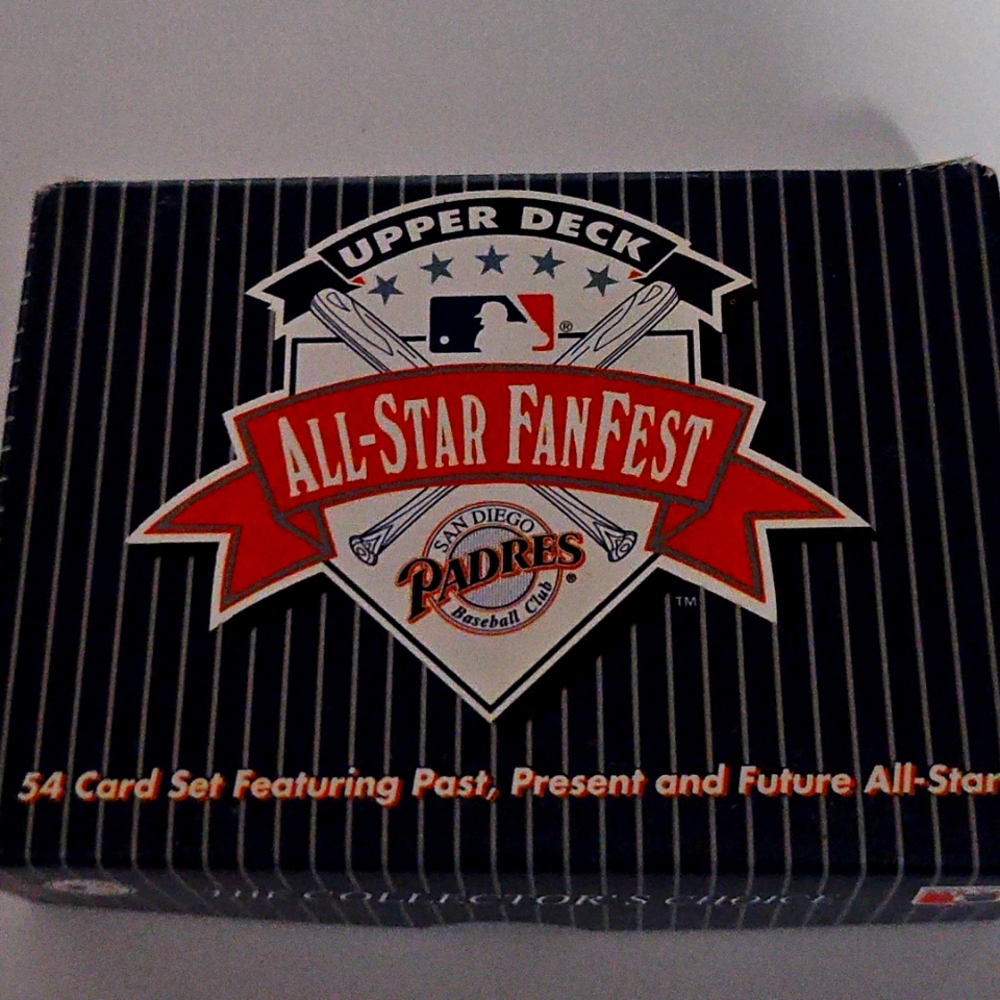 UPPER DECK
®
ALL-STAR FANFEST
SAN DIEGO
PADRES
®
Baseball Club
TM
54 Card Set Featuring Past, Present and Future All-Star
THE COLLECTOR'S CHOICE